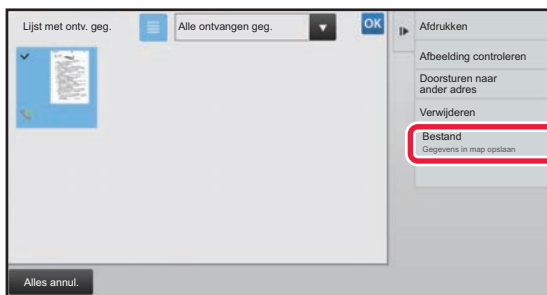 Lijst met ontv. geg.
Alle ontvangen geg.
OK
Afdrukken
Afbeelding controleren
Doorsturen naar
ander adres
Verwijderen
Bestand
Gegevens in map opslaan
Alles annul.